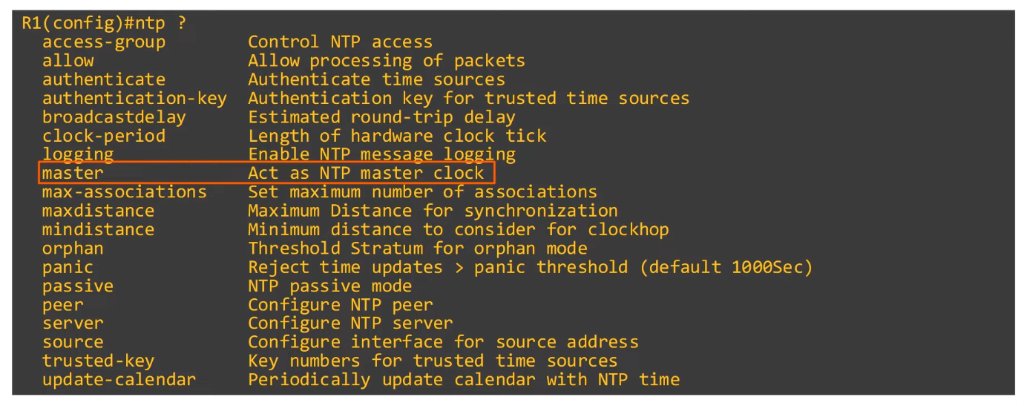 R1(config)#ntp ?
access-group Control NTP access
allow Allow processing of packets
authenticate Authenticate time sources
authentication-key Authentication key for trusted time sources
broadcastdelay Estimated round-trip delay
clock-period Length of hardware clock tick
logging Enable NTP message logging
master Act as NTP master clock
max-associations Set maximum number of associations
maxdistance Maximum Distance for synchronization
mindistance Minimum distance to consider for clockhop
orphan Threshold Stratum for orphan mode
panic Reject time updates > panic threshold (default 1000Sec)
passive NTP passive mode
peer Configure NTP peer
server Configure NTP server
source Configure interface for source address
trusted-key Key numbers for trusted time sources
update-calendar Periodically update calendar with NTP time